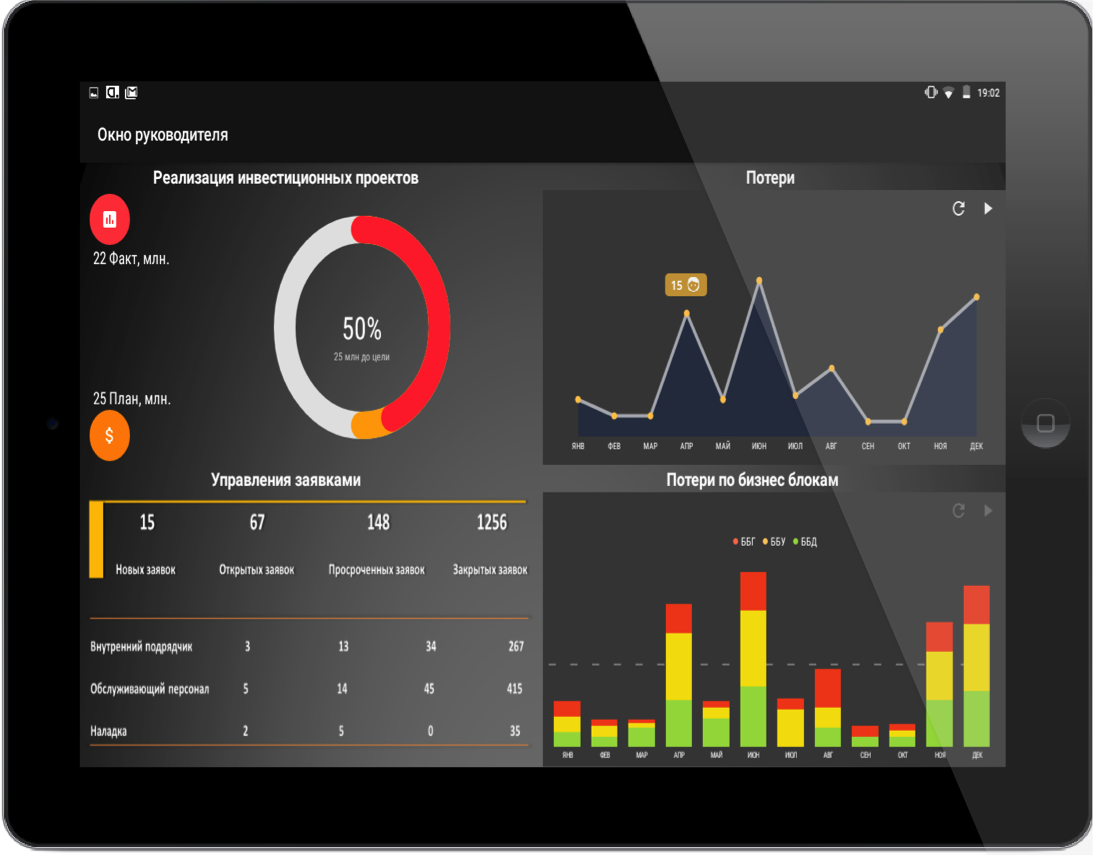 19:02
Окно руководителя
Реализация инвестиционных проектов
22 Факт, млн.
50%
25 млн до цели
25 План, млн.
$
Потери
15
ЯНВ ФЕВ МАР АПР МАЙ ИЮН ИЮЛ АВГ СЕН ОКТ НОЯ ДЕК
Управления заявками
15 67 148 1256
Новых заявок Открытых заявок Просроченных заявок Закрытых заявок
Внутренний подрядчик 3 13 34 267
Обслуживающий персонал 5 14 45 415
Наладка 2 5 0 35
Потери по бизнес блокам
ББГ ББУ ББД
ЯНВ ФЕВ МАР АПР МАЙ ИЮН ИЮЛ АВГ СЕН ОКТ НОЯ ДЕК